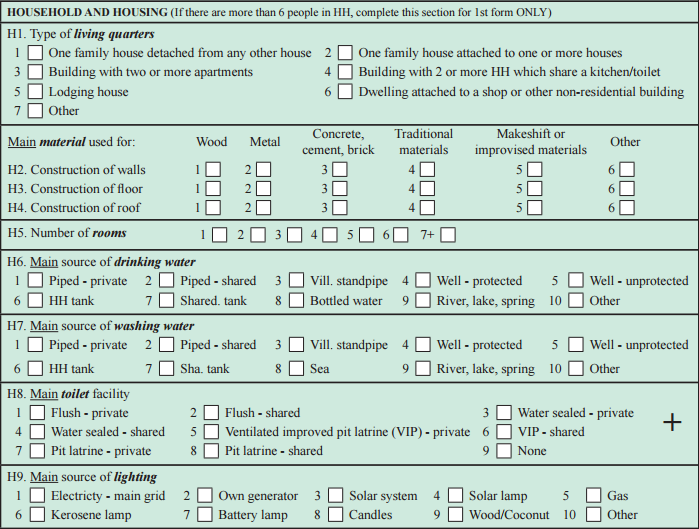 HOUSEHOLD AND HOUSING (If there are more than 6 people in HH, complete this section for 1st form ONLY)
H1. Type of living quarters
1 One family house detached from any other house 2 One family house attached to one or more houses
3 Building with two or more apartments 4 Building with 2 or more HH which share a kitchen/toilet
5 Lodging house 6 Dwelling attached to a shop or other non-residential building
7 Other
Main material used for: Wood Metal Concrete, cement, brick Traditional materials Makeshift or improvised materials Other
H2. Construction of walls 1 2 3 4 5 6
H3. Construction of floor 1 2 3 4 5 6
H4. Construction of roof 1 2 3 4 5 6
H5. Number of rooms 1 2 3 4 5 6 7+
H6. Main source of drinking water
1 Piped - private 2 Piped - shared 3 Vill. standpipe 4 Well - protected 5 Well - unprotected
6 HH tank 7 Shared. tank 8 Bottled water 9 River, lake, spring 10 Other
H7. Main source of washing water
1 Piped - private 2 Piped - shared 3 Vill. standpipe 4 Well - protected 5 Well - unprotected
6 HH tank 7 Sha. tank 8 Sea 9 River, lake, spring 10 Other
H8. Main toilet facility
1 Flush - private 2 Flush - shared 3 Water sealed - private
4 Water sealed - shared 5 Ventilated improved pit latrine (VIP) - private 6 VIP - shared
7 Pit latrine - private 8 Pit latrine - shared 9 None
+
H9. Main source of lighting
1 Electricty - main grid 2 Own generator 3 Solar system 4 Solar lamp 5 Gas
6 Kerosene lamp 7 Battery lamp 8 Candles 9 Wood/Coconut 10 Other